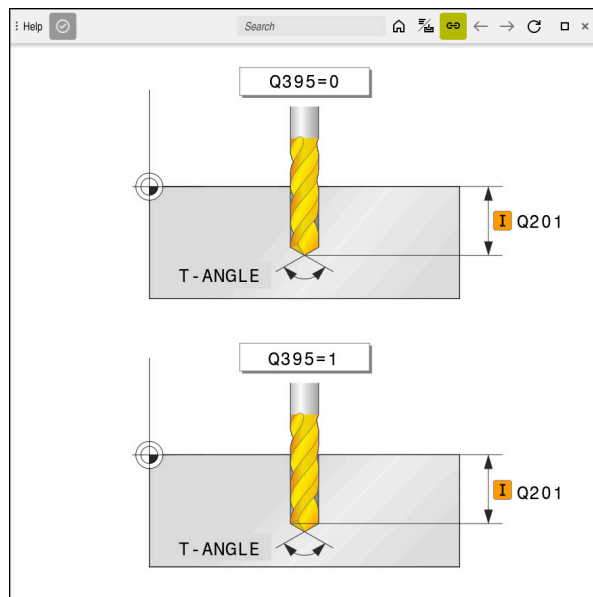 Help
Search
Q395=0
I Q201
T-ANGLE
Q395=1
I Q201
T-ANGLE